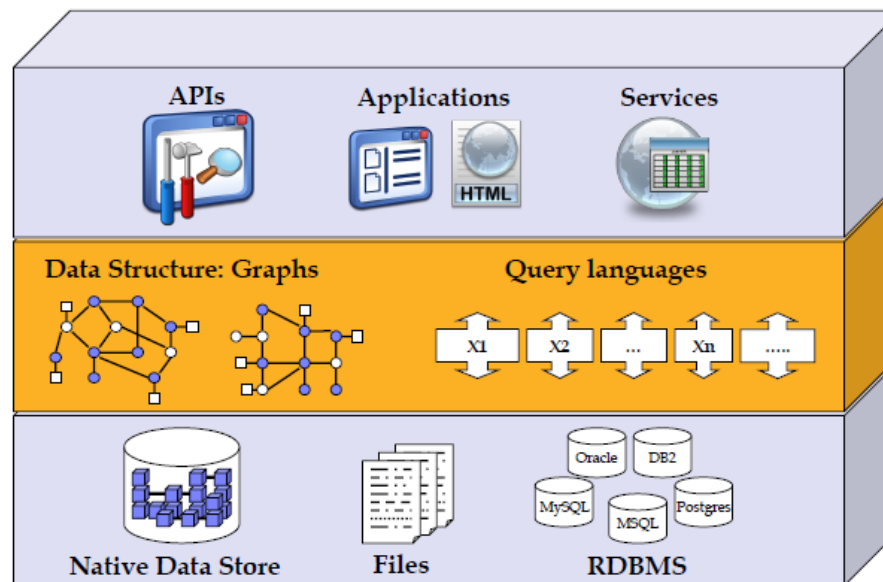 APIs
Applications
Services
HTML
Data Structure: Graphs
Query languages
X1
X2
...
Xn
.....
Oracle
DB2
MySQL
MSQL
Postgres
Native Data Store
Files
RDBMS